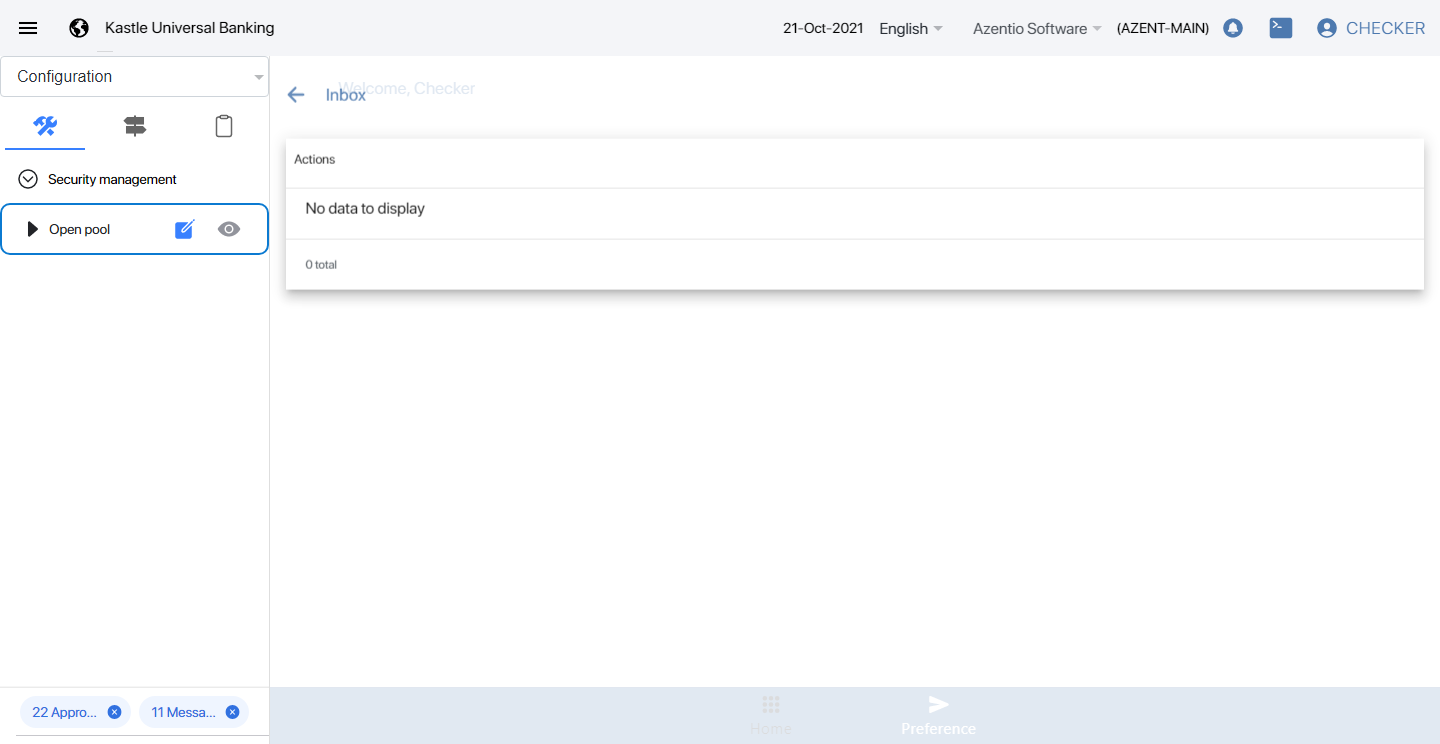 Kastle Universal Banking
21-Oct-2021 English Azentio Software (AZENT-MAIN) CHECKER
Configuration
Welcome, Checker
Inbox
Actions
Security management
No data to display
Open pool
0 total
22 Appro...
11 Messa...
Home
Preference